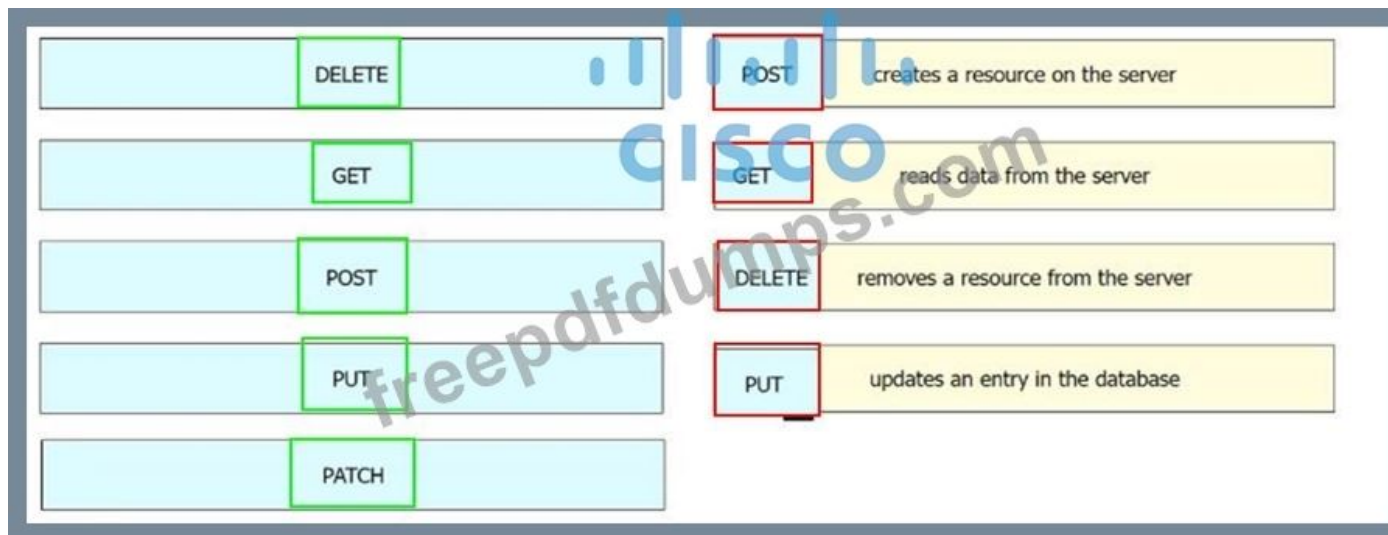 DELETE
POST creates a resource on the server
GET
GET reads data from the server
POST
DELETE removes a resource from the server
PUT
PUT updates an entry in the database
PATCH
CISCO
freepdfdumps.com